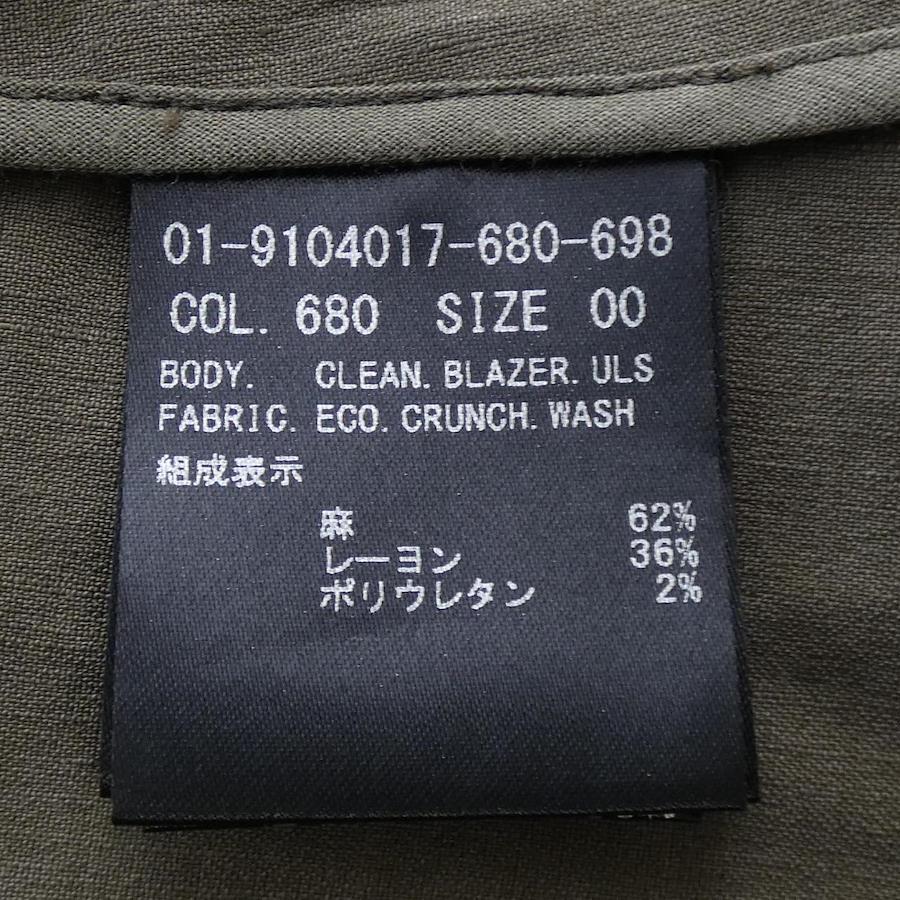 01-9104017-680-698
COL. 680 SIZE 00
BODY. CLEAN. BLAZER. ULS
FABRIC. ECO. CRUNCH. WASH
組成表示
麻 62%
レーヨン 36%
ポリウレタン 2%